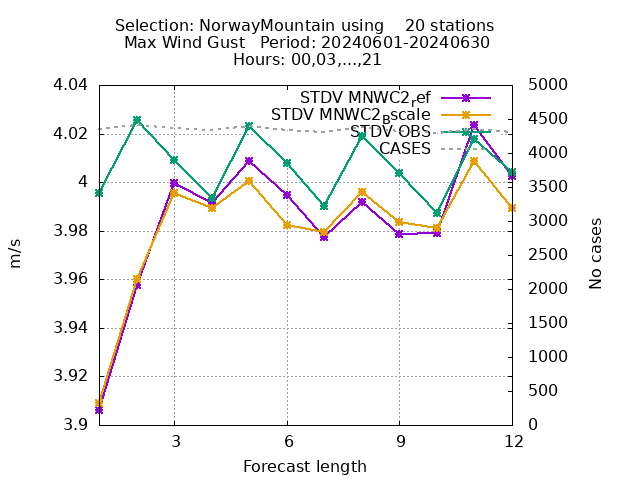 Selection: NorwayMountain using    20 stations
Max Wind Gust   Period: 20240601-20240630
Hours: 00,03,...,21
4.04
4.02
4
3.98
3.96
3.94
3.92
3.9
m/s
STDV MNWC2_ref
STDV MNWC2_Bscale
STDV OBS
CASES
5000
4500
4000
3500
3000
2500
2000
1500
1000
500
0
No cases
3 6 9 12
Forecast length